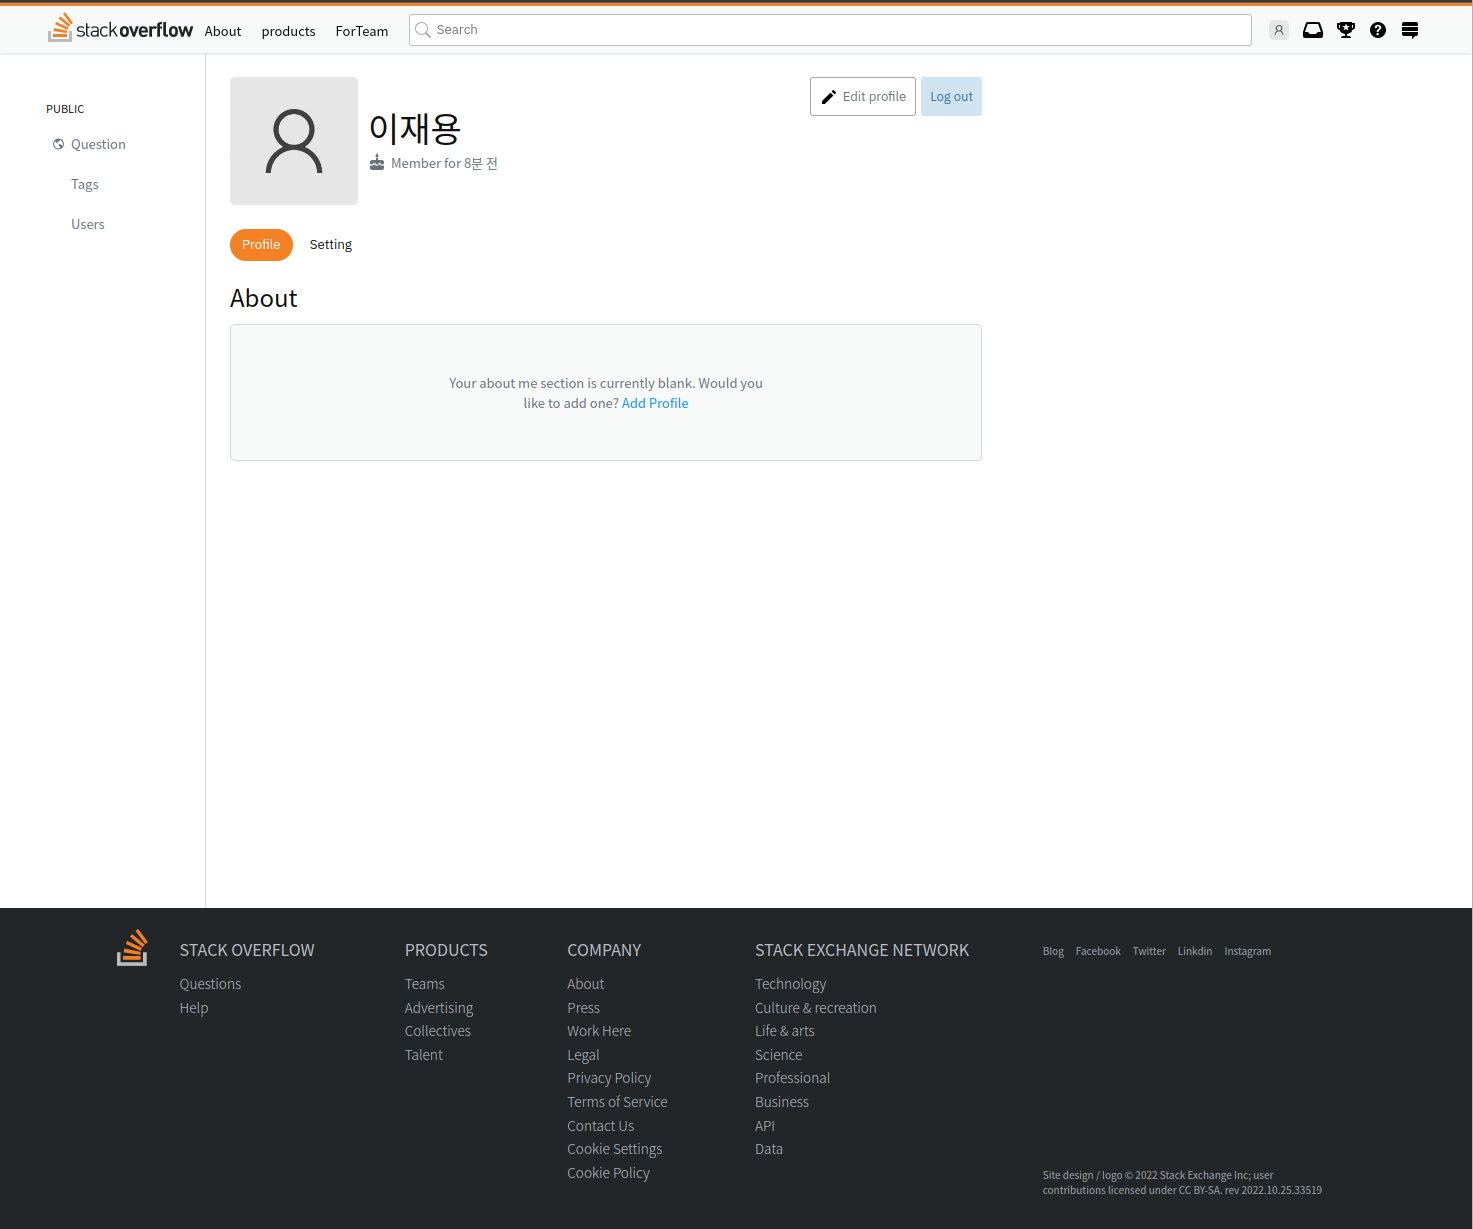 stackoverflow About products ForTeam Search
PUBLIC
Question
Tags
Users
이재용
Member for 8분 전
Edit profile Log out
Profile Setting
About
Your about me section is currently blank. Would you
like to add one? Add Profile
STACK OVERFLOW
Questions
Help
PRODUCTS
Teams
Advertising
Collectives
Talent
COMPANY
About
Press
Work Here
Legal
Privacy Policy
Terms of Service
Contact Us
Cookie Settings
Cookie Policy
STACK EXCHANGE NETWORK
Technology
Culture & recreation
Life & arts
Science
Professional
Business
API
Data
Blog Facebook Twitter Linkdin Instagram
Site design / logo © 2022 Stack Exchange Inc; user
contributions licensed under CC BY-SA. rev 2022.10.25.33519